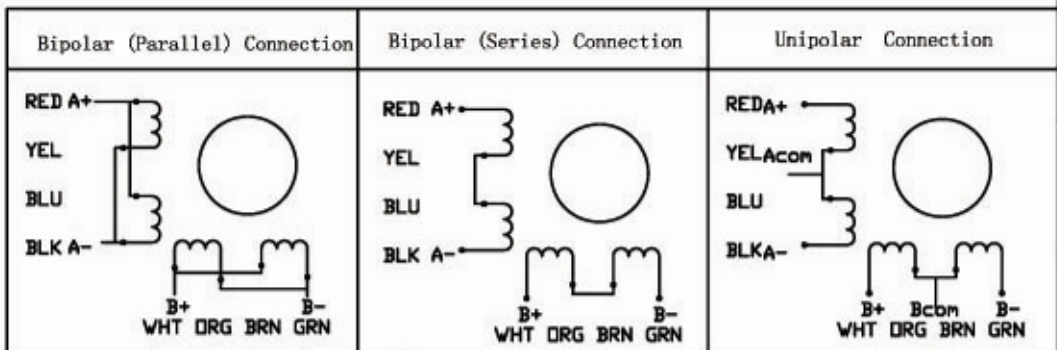 Bipolar (Parallel) Connection
RED A+
YEL
BLU
BLK A-
B+ B-
WHT ORG BRN GRN
Bipolar (Series) Connection
RED A+
YEL
BLU
BLK A-
B+ B-
WHT ORG BRN GRN
Unipolar Connection
REDA+
YELAcom
BLU
BLKA-
B+ Bcom B-
WHT ORG BRN GRN